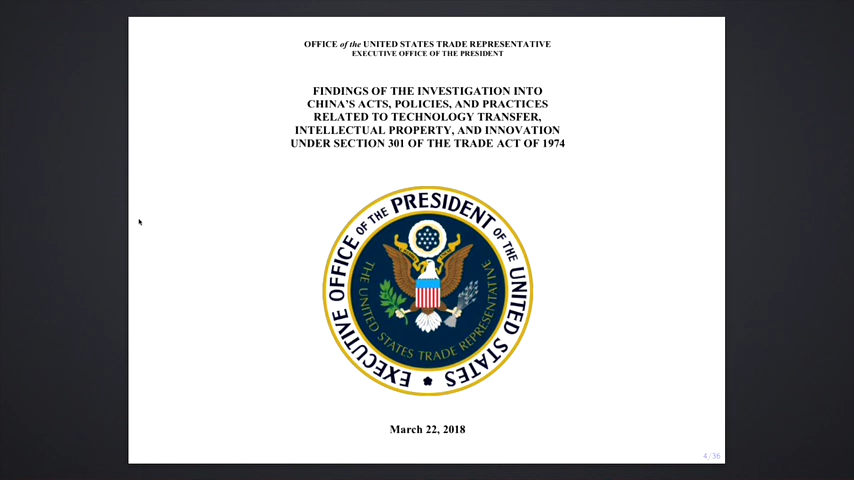 OFFICE of the UNITED STATES TRADE REPRESENTATIVE
EXECUTIVE OFFICE OF THE PRESIDENT
FINDINGS OF THE INVESTIGATION INTO
CHINA'S ACTS, POLICIES, AND PRACTICES
RELATED TO TECHNOLOGY TRANSFER,
INTELLECTUAL PROPERTY, AND INNOVATION
UNDER SECTION 301 OF THE TRADE ACT OF 1974
EXECUTIVE OFFICE OF THE PRESIDENT OF THE UNITED STATES
THE UNITED STATES TRADE REPRESENTATIVE
March 22, 2018
4/36